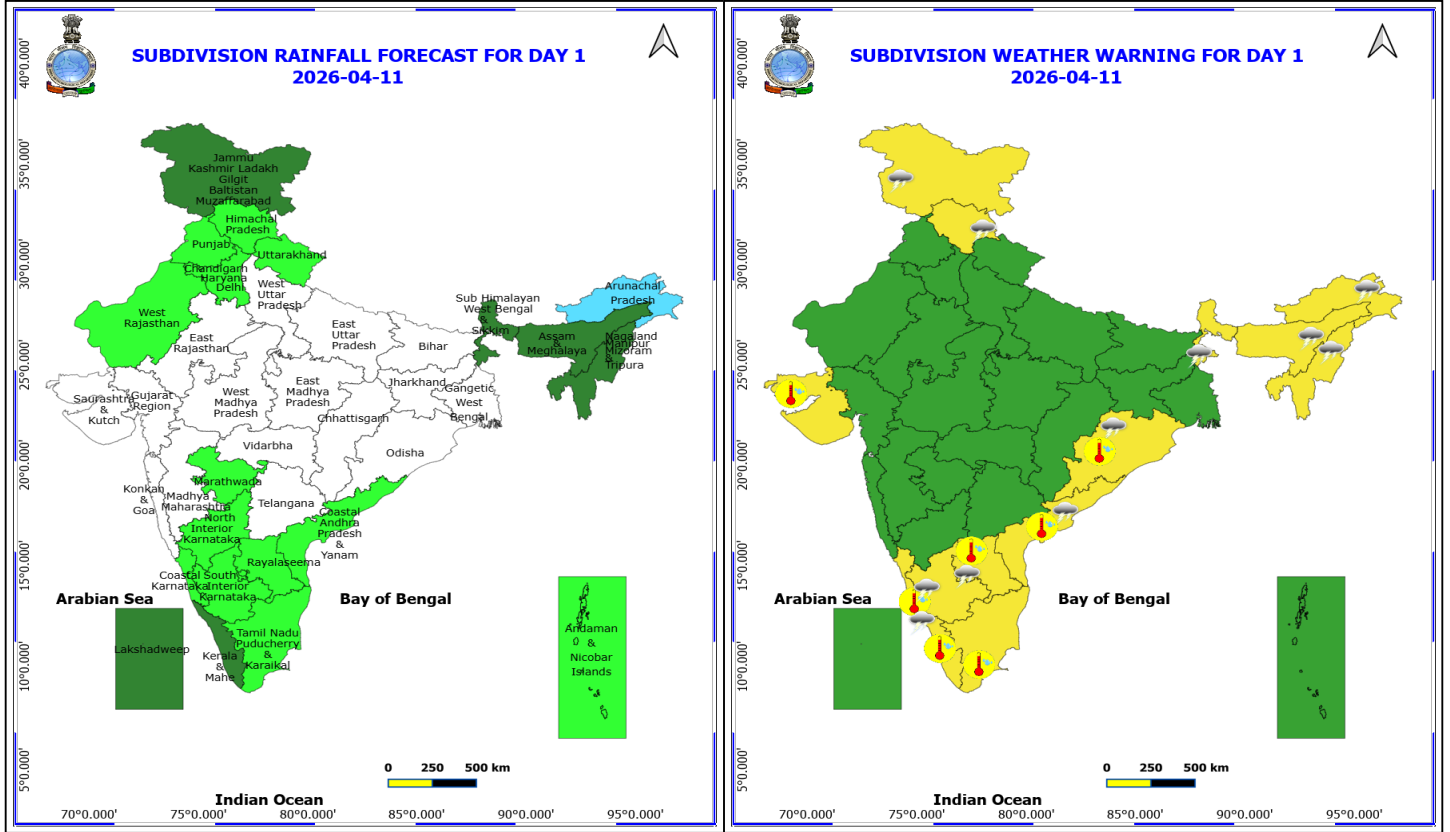 SUBDIVISION RAINFALL FORECAST FOR DAY 1
2026-04-11
40°0.000'
35°0.000'
30°0.000'
25°0.000'
20°0.000'
15°0.000'
10°0.000'
5°0.000'
Jammu
Kashmir Ladakh
Gilgit
Baltistan
Muzaffarabad
Himachal
Pradesh
Punjab
Uttarakhand
Chandigarh
Haryana
Delhi
West
Uttar
Pradesh
West
Rajasthan
East
Rajasthan
East
Uttar
Pradesh
Bihar
Sub Himalayan
West Bengal
&
Sikkim
Arunachal
Pradesh
Assam
&
Meghalaya
Nagaland
Manipur
Mizoram
&
Tripura
Saurashtra
&
Kutch
Gujarat
Region
West
Madhya
Pradesh
East
Madhya
Pradesh
Jharkhand
Gangetic
West
Bengal
Chhattisgarh
Vidarbha
Odisha
Konkan
&
Goa
Madhya
Maharashtra
Marathwada
Telangana
North
Interior
Karnataka
Coastal
Andhra
Pradesh
&
Yanam
Rayalaseema
Coastal
Karnataka
South
Interior
Karnataka
Tamil Nadu
Puducherry
&
Karaikal
Kerala
&
Mahe
Lakshadweep
Andaman
&
Nicobar
Islands
Arabian Sea
Bay of Bengal
0 250 500 km
Indian Ocean
70°0.000' 75°0.000' 80°0.000' 85°0.000' 90°0.000' 95°0.000'
SUBDIVISION WEATHER WARNING FOR DAY 1
2026-04-11
40°0.000'
35°0.000'
30°0.000'
25°0.000'
20°0.000'
15°0.000'
10°0.000'
5°0.000'
Arabian Sea
Bay of Bengal
0 250 500 km
Indian Ocean
70°0.000' 75°0.000' 80°0.000' 85°0.000' 90°0.000' 95°0.000'